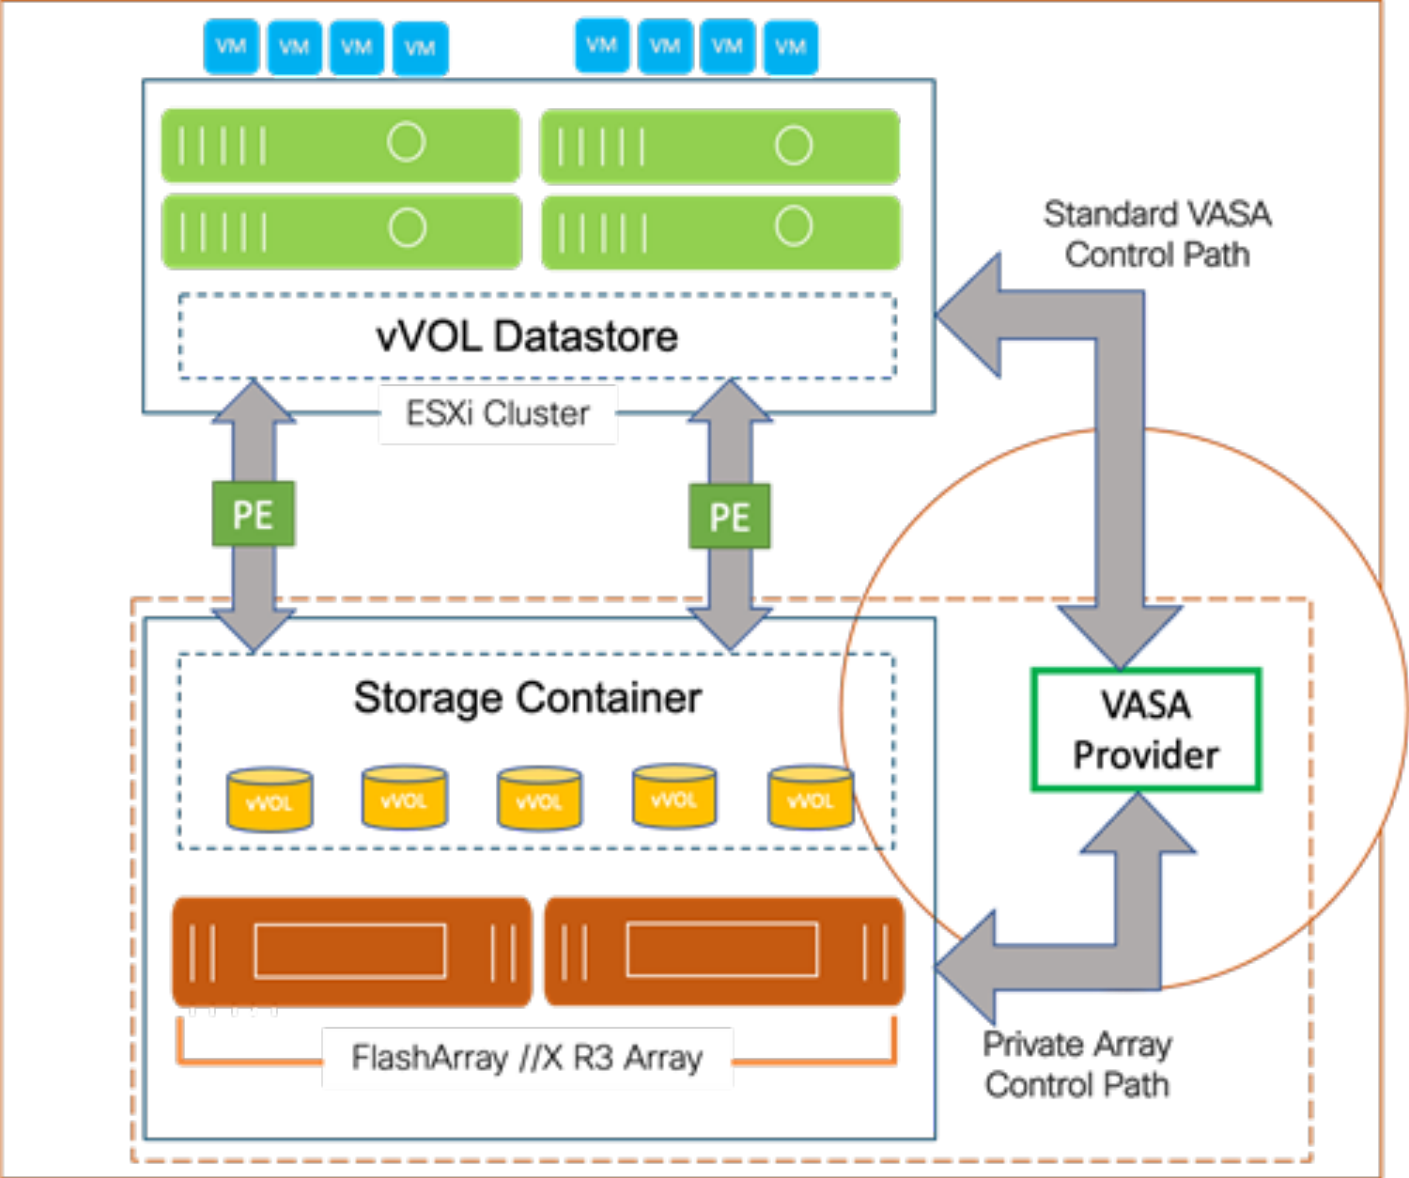 VM VM VM VM VM VM VM VM
Standard VASA
Control Path
vVOL Datastore
ESXi Cluster
PE PE
Storage Container
VASA
Provider
vVOL vVOL vVOL vVOL vVOL
FlashArray //X R3 Array
Private Array
Control Path